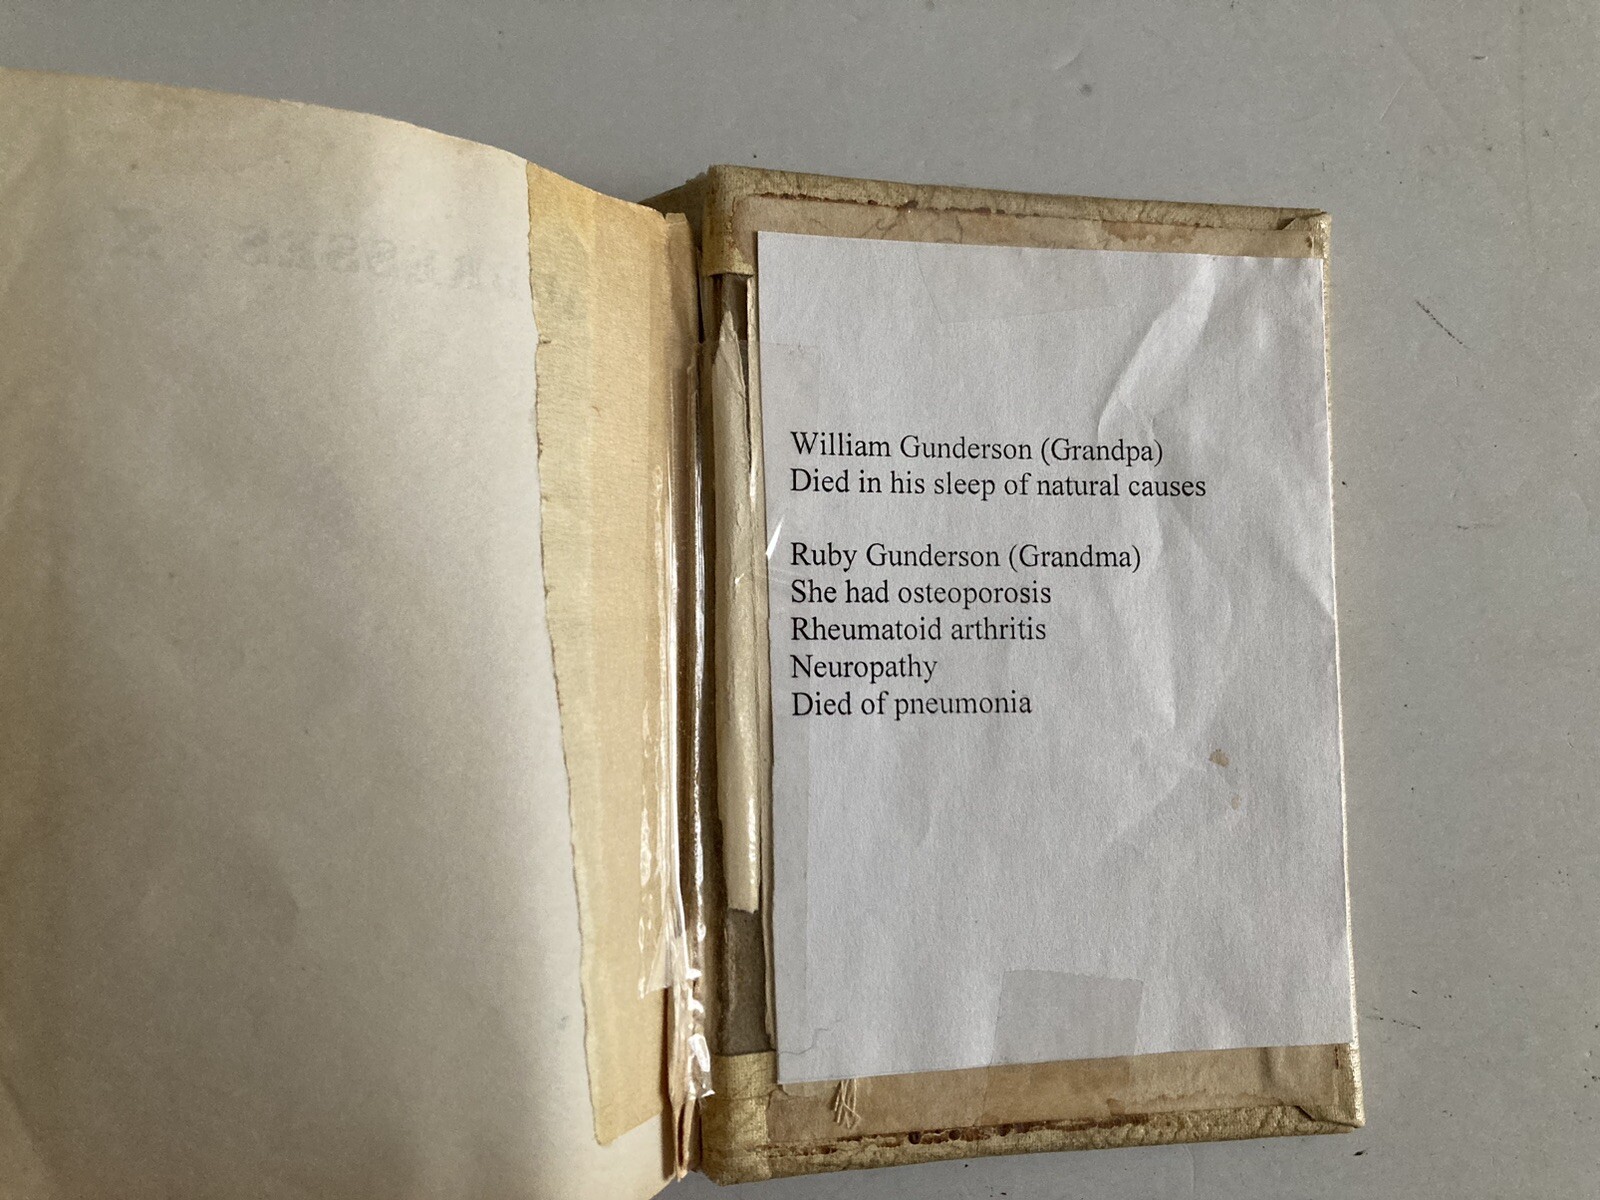 William Gunderson (Grandpa)
Died in his sleep of natural causes
Ruby Gunderson (Grandma)
She had osteoporosis
Rheumatoid arthritis
Neuropathy
Died of pneumonia